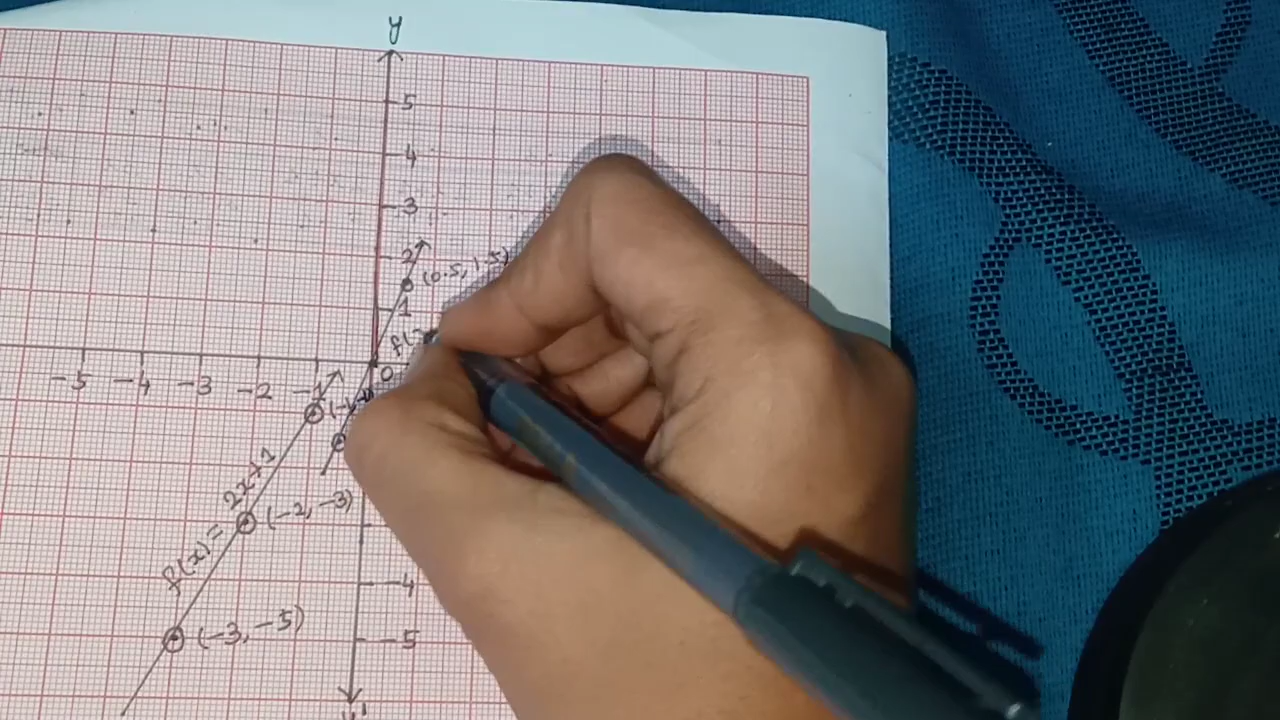 y
5
4
3
2
(0.5, 1.5)
1
f(x
-5 -4 -3 -2 -1 0
f(x) = 2x+1
(-2, -3)
-4
(-3, -5)
-5
y'